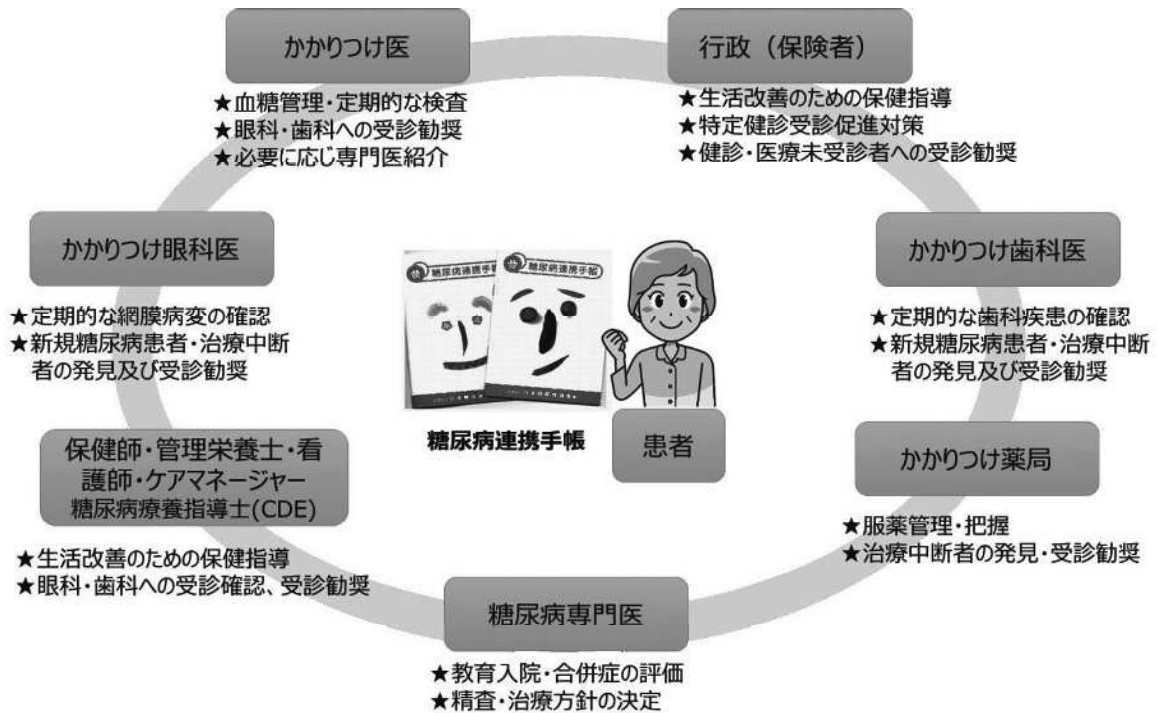 かかりつけ医
★血糖管理・定期的な検査
★眼科・歯科への受診勧奨
★必要に応じ専門医紹介
行政（保険者）
★生活改善のための保健指導
★特定健診受診促進対策
★健診・医療未受診者への受診勧奨
かかりつけ眼科医
★定期的な網膜病変の確認
★新規糖尿病患者・治療中断
者の発見及び受診勧奨
糖尿病連携手帳
糖尿病連携手帳
糖尿病連携手帳
患者
かかりつけ歯科医
★定期的な歯科疾患の確認
★新規糖尿病患者・治療中断
者の発見及び受診勧奨
保健師・管理栄養士・看
護師・ケアマネージャー
糖尿病療養指導士(CDE)
★生活改善のための保健指導
★眼科・歯科への受診確認、受診勧奨
かかりつけ薬局
★服薬管理・把握
★治療中断者の発見・受診勧奨
糖尿病専門医
★教育入院・合併症の評価
★精査・治療方針の決定